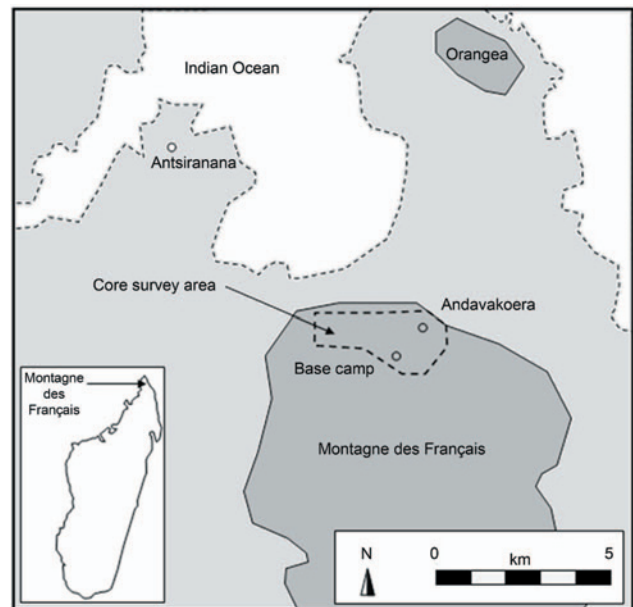 Orangea
Indian Ocean
Antsiranana
Core survey area
Andavakoera
Base camp
Montagne
des
Français
Montagne des Français
N
0
5
km